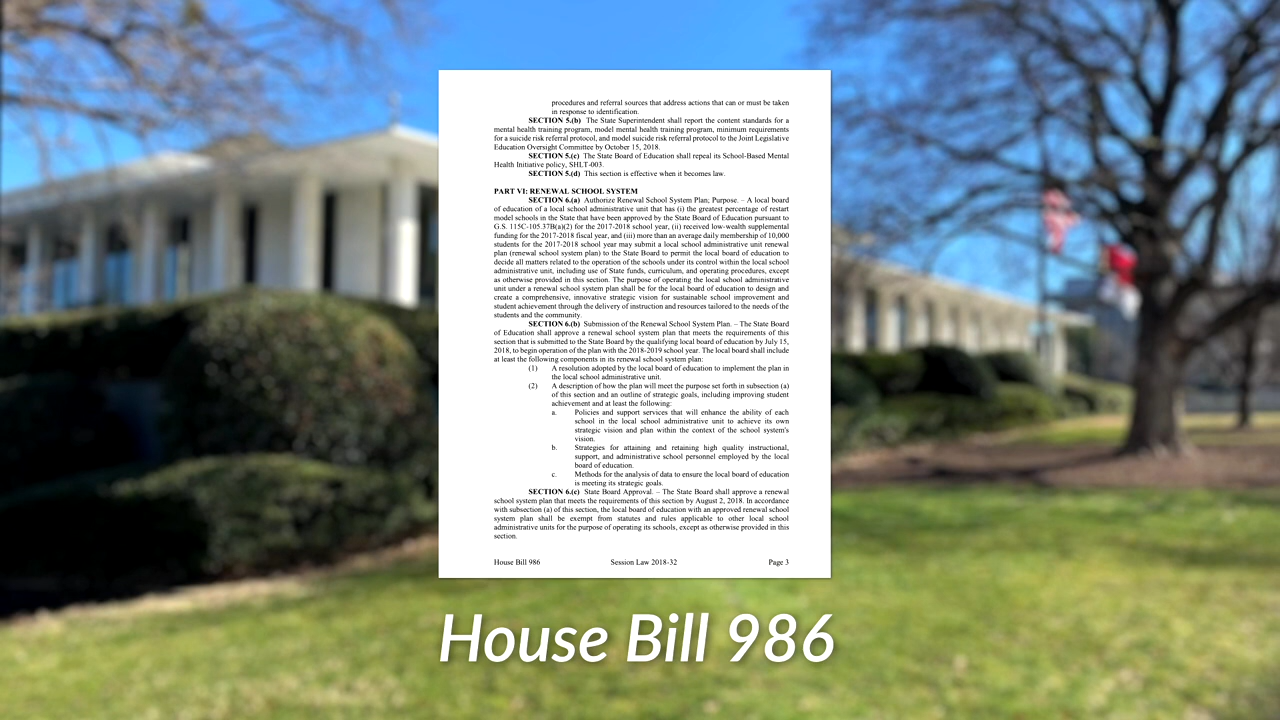 procedures and referral sources that address actions that can or must be taken
in response to identification.
SECTION 5.(b) The State Superintendent shall report the content standards for a
mental health training program, model mental health training program, minimum requirements
for a suicide risk referral protocol, and model suicide risk referral protocol to the Joint Legislative
Education Oversight Committee by October 15, 2018.
SECTION 5.(c) The State Board of Education shall repeal its School-Based Mental
Health Initiative policy, SHLT-003.
SECTION 5.(d) This section is effective when it becomes law.
PART VI: RENEWAL SCHOOL SYSTEM
SECTION 6.(a) Authorize Renewal School System Plan; Purpose. – A local board
of education of a local school administrative unit that has (i) the greatest percentage of restart
model schools in the State that have been approved by the State Board of Education pursuant to
G.S. 115C-105.37B(a)(2) for the 2017-2018 school year, (ii) received low-wealth supplemental
funding for the 2017-2018 fiscal year, and (iii) more than an average daily membership of 10,000
students for the 2017-2018 school year may submit a local school administrative unit renewal
plan (renewal school system plan) to the State Board to permit the local board of education to
decide all matters related to the operation of the schools under its control within the local school
administrative unit, including use of State funds, curriculum, and operating procedures, except
as otherwise provided in this section. The purpose of operating the local school administrative
unit under a renewal school system plan shall be for the local board of education to design and
create a comprehensive, innovative strategic vision for sustainable school improvement and
student achievement through the delivery of instruction and resources tailored to the needs of the
students and the community.
SECTION 6.(b) Submission of the Renewal School System Plan. – The State Board
of Education shall approve a renewal school system plan that meets the requirements of this
section that is submitted to the State Board by the qualifying local board of education by July 15,
2018, to begin operation of the plan with the 2018-2019 school year. The local board shall include
at least the following components in its renewal school system plan:
(1) A resolution adopted by the local board of education to implement the plan in
the local school administrative unit.
(2) A description of how the plan will meet the purpose set forth in subsection (a)
of this section and an outline of strategic goals, including improving student
achievement and at least the following:
a. Policies and support services that will enhance the ability of each
school in the local school administrative unit to achieve its own
strategic vision and plan within the context of the school system's
vision.
b. Strategies for attaining and retaining high quality instructional,
support, and administrative school personnel employed by the local
board of education.
c. Methods for the analysis of data to ensure the local board of education
is meeting its strategic goals.
SECTION 6.(c) State Board Approval. – The State Board shall approve a renewal
school system plan that meets the requirements of this section by August 2, 2018. In accordance
with subsection (a) of this section, the local board of education with an approved renewal school
system plan shall be exempt from statutes and rules applicable to other local school
administrative units for the purpose of operating its schools, except as otherwise provided in this
section.
House Bill 986 Session Law 2018-32 Page 3
House Bill 986